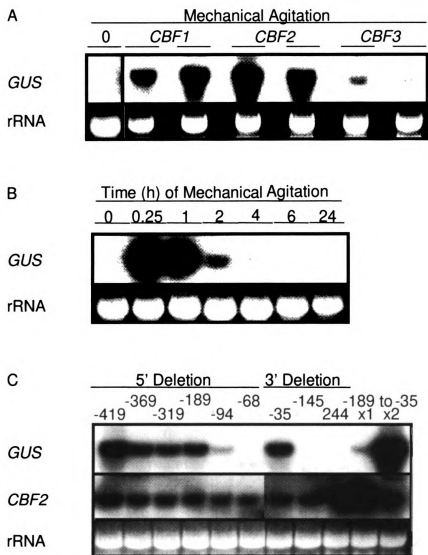 A
Mechanical Agitation
0 CBF1 CBF2 CBF3
GUS
rRNA
B
Time (h) of Mechanical Agitation
0 0.25 1 2 4 6 24
GUS
rRNA
C
5' Deletion 3' Deletion
-369 -189 -68 -145 -189 to -35
-419 -319 -94 -35 244 x1 x2
GUS
CBF2
rRNA